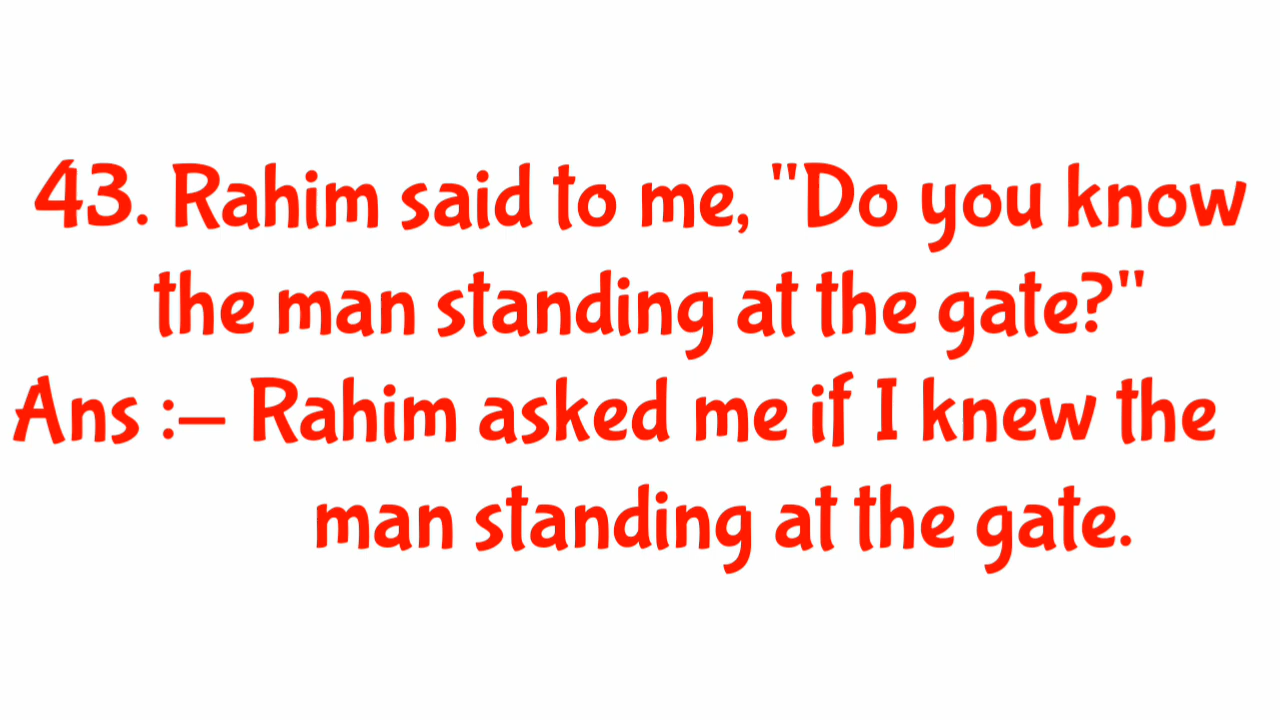 43. Rahim said to me, "Do you know
the man standing at the gate?"
Ans :– Rahim asked me if I knew the
man standing at the gate.